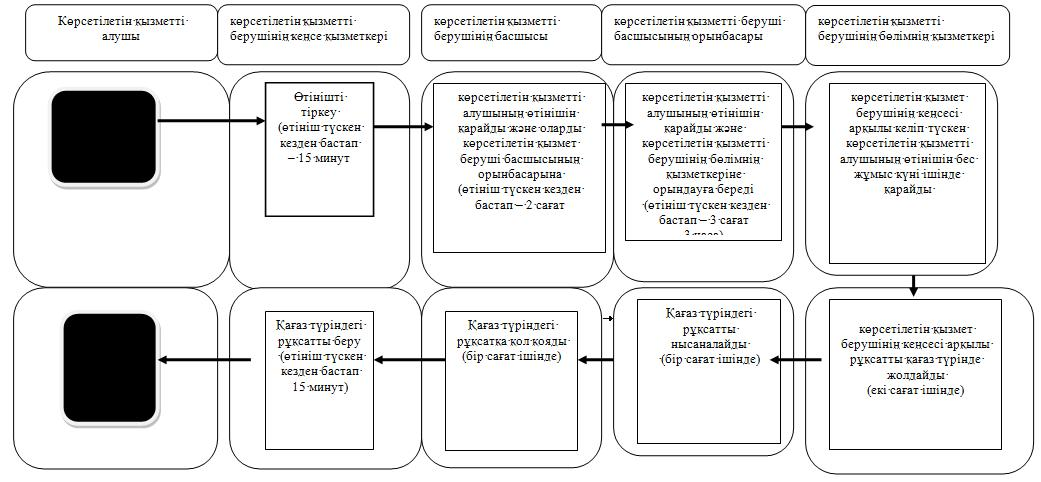 Көрсетілетін қызметті
алушы
көрсетілетін қызметті
берушінің кеңсе қызметкері
көрсетілетін қызметті
берушінің басшысы
көрсетілетін қызметті беруші
басшысының орынбасары
көрсетілетін қызметті
берушінің бөлімнің қызметкері
Өтінішті
тіркеу
(өтініш түскен
кезден бастап
– 15 минут
көрсетілетін қызметті
алушының өтінішін
қарайды және оларды
көрсетілетін қызмет
беруші басшысының
орынбасарына
(өтініш түскен кезден
бастап – 2 сағат
көрсетілетін қызметті
алушының өтінішін
қарайды және
көрсетілетін қызметті
берушінің бөлімнің
қызметкеріне
орындауға береді
(өтініш түскен кезден
бастап – 3 сағат
3 часа)
көрсетілетін қызмет
берушінің кеңсесі
арқылы келіп түскен
көрсетілетін қызметті
алушының өтінішін бес
жұмыс күні ішінде
қарайды
Қағаз түріндегі
рұқсатты беру
(өтініш түскен
кезден бастап
15 минут)
Қағаз түріндегі
рұқсатқа қол қояды
(бір сағат ішінде)
Қағаз түріндегі
рұқсатты
нысаналайды
(бір сағат ішінде)
көрсетілетін қызмет
берушінің кеңсесі арқылы
рұқсатты қағаз түрінде
жолдайды
(екі сағат ішінде)